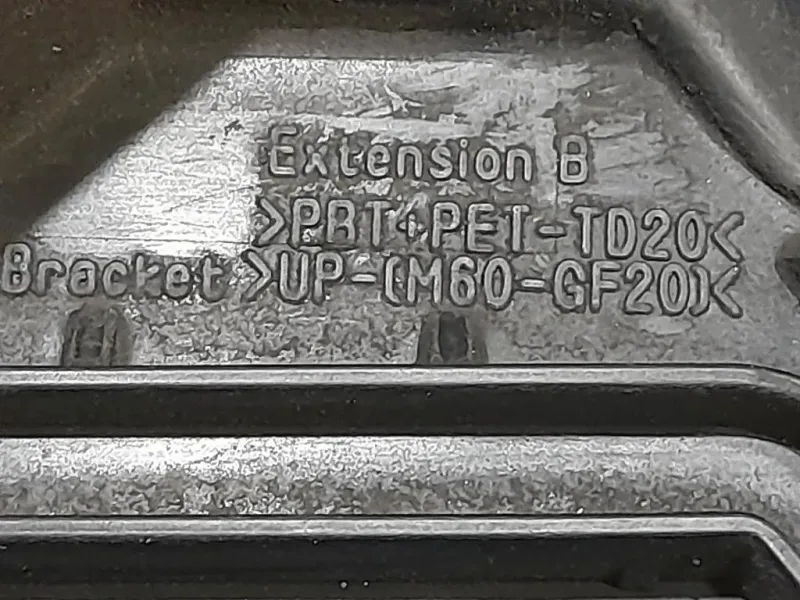 Extension B
>PBT+PET-TD20<
Bracket >UP-(M60-GF20)<